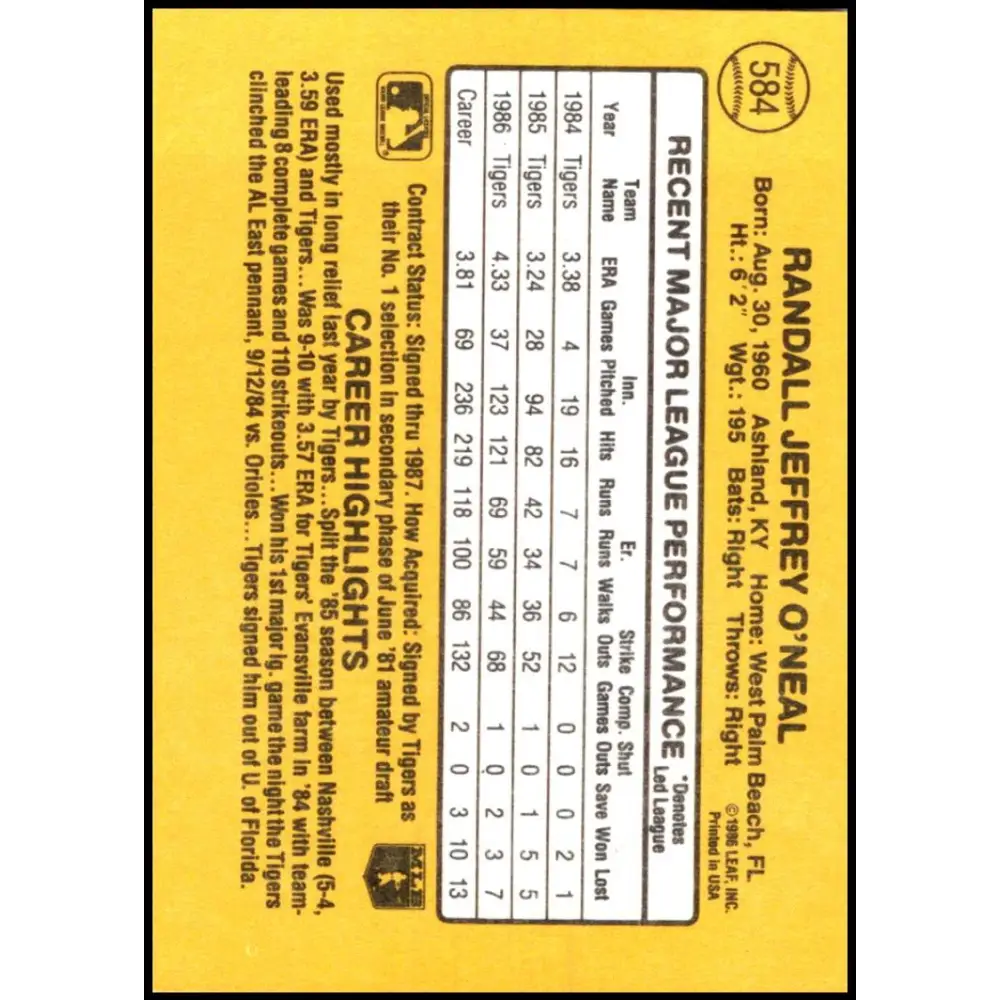 584
RANDALL JEFFREY O'NEAL
Born: Aug. 30, 1960 Ashland, KY Home: West Palm Beach, FL
Ht.: 6' 2" Wgt.: 195 Bats: Right Throws: Right
©1986 LEAF, INC.
Printed in USA
RECENT MAJOR LEAGUE PERFORMANCE
*Denotes
Led League
Team Inn. Er. Strike Comp. Shut
Year Name ERA Games Pitched Hits Runs Runs Walks Outs Games Outs Save Won Lost
1984 Tigers 3.38 4 19 16 7 7 6 12 0 0 0 2 1
1985 Tigers 3.24 28 94 82 42 34 36 52 1 0 1 5 5
1986 Tigers 4.33 37 123 121 69 59 44 68 1 0 2 3 7
Career 3.81 69 236 219 118 100 86 132 2 0 3 10 13
Contract Status: Signed thru 1987. How Acquired: Signed by Tigers as
their No. 1 selection in secondary phase of June '81 amateur draft
MLB
CAREER HIGHLIGHTS
Used mostly in long relief last year by Tigers... Split the '85 season between Nashville (5-4,
3.59 ERA) and Tigers... Was 9-10 with 3.57 ERA for Tigers' Evansville farm in '84 with team-
leading 8 complete games and 110 strikeouts... Won his 1st major lg. game the night the Tigers
clinched the AL East pennant, 9/12/84 vs. Orioles... Tigers signed him out of U. of Florida.